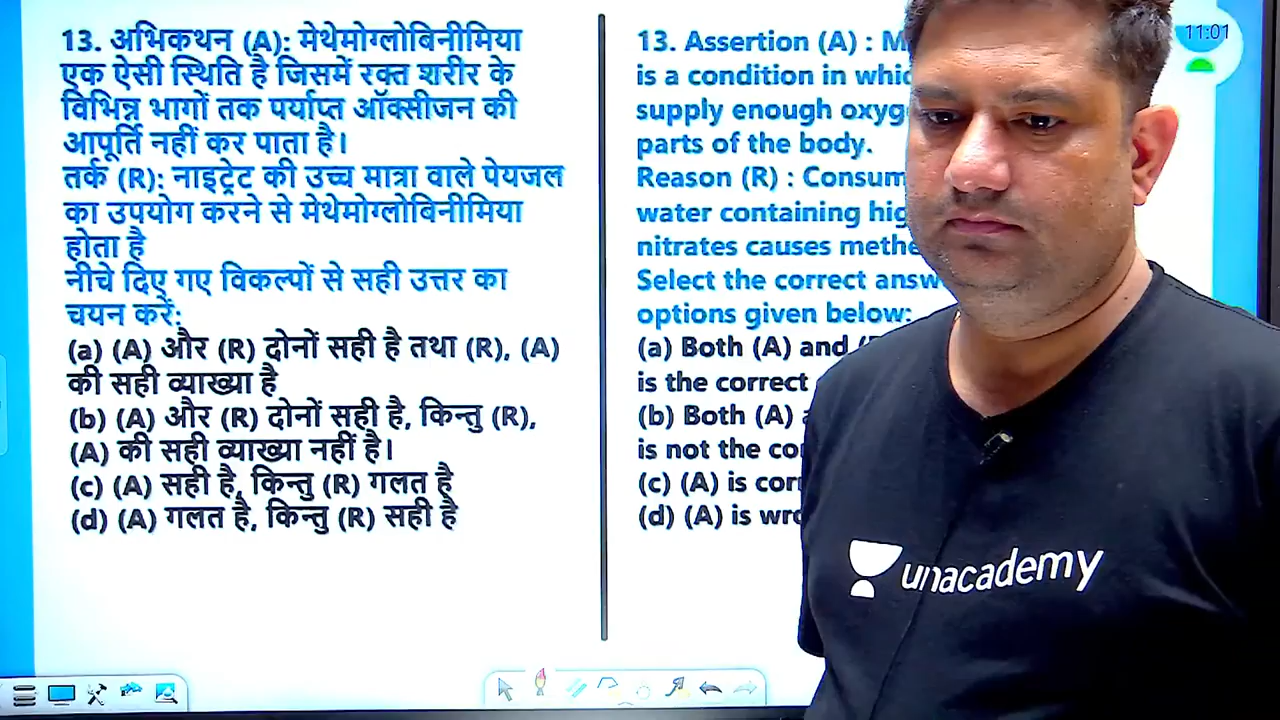 13. अभिकथन (A): मेथेमोग्लोबिनीमिया
एक ऐसी स्थिति है जिसमें रक्त शरीर के
विभिन्न भागों तक पर्याप्त ऑक्सीजन की
आपूर्ति नहीं कर पाता है।
तर्क (R): नाइट्रेट की उच्च मात्रा वाले पेयजल
का उपयोग करने से मेथेमोग्लोबिनीमिया
होता है
नीचे दिए गए विकल्पों से सही उत्तर का
चयन करें:
(a) (A) और (R) दोनों सही है तथा (R), (A)
की सही व्याख्या है
(b) (A) और (R) दोनों सही है, किन्तु (R),
(A) की सही व्याख्या नहीं है।
(c) (A) सही है, किन्तु (R) गलत है
(d) (A) गलत है, किन्तु (R) सही है
13. Assertion (A) :
is a condition in
supply enough
parts of the body.
Reason (R) :
water containing
nitrates causes
Select the correct
options given below:
(a) Both (A) and
is the correct
(b) Both (A)
is not the
(c) (A) is
(d) (A) is
11:01
unacademy